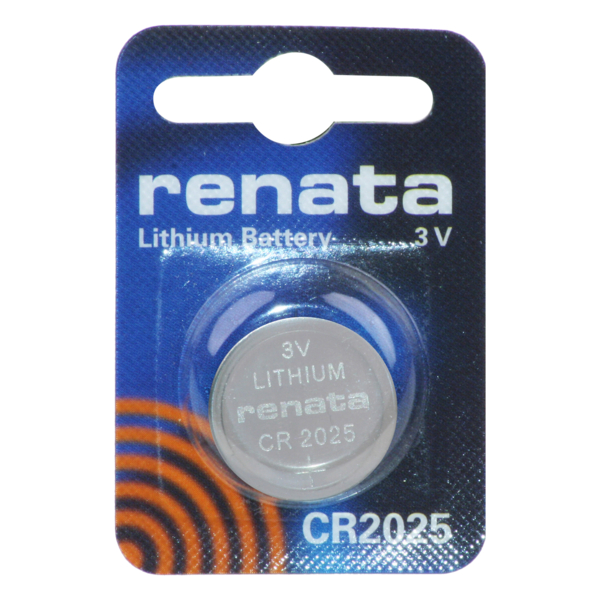 renata
Lithium Battery 3 V
3V
LITHIUM
renata
CR 2025
+
CR2025